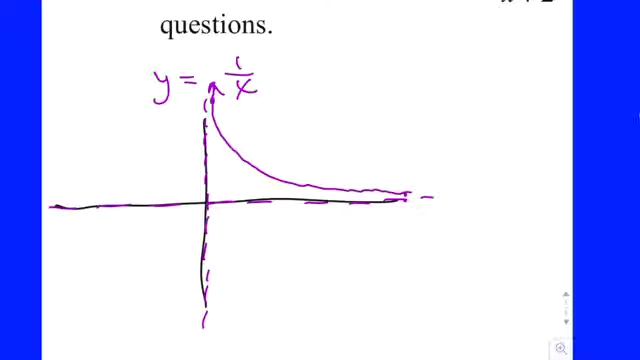 questions.
y = 1/x